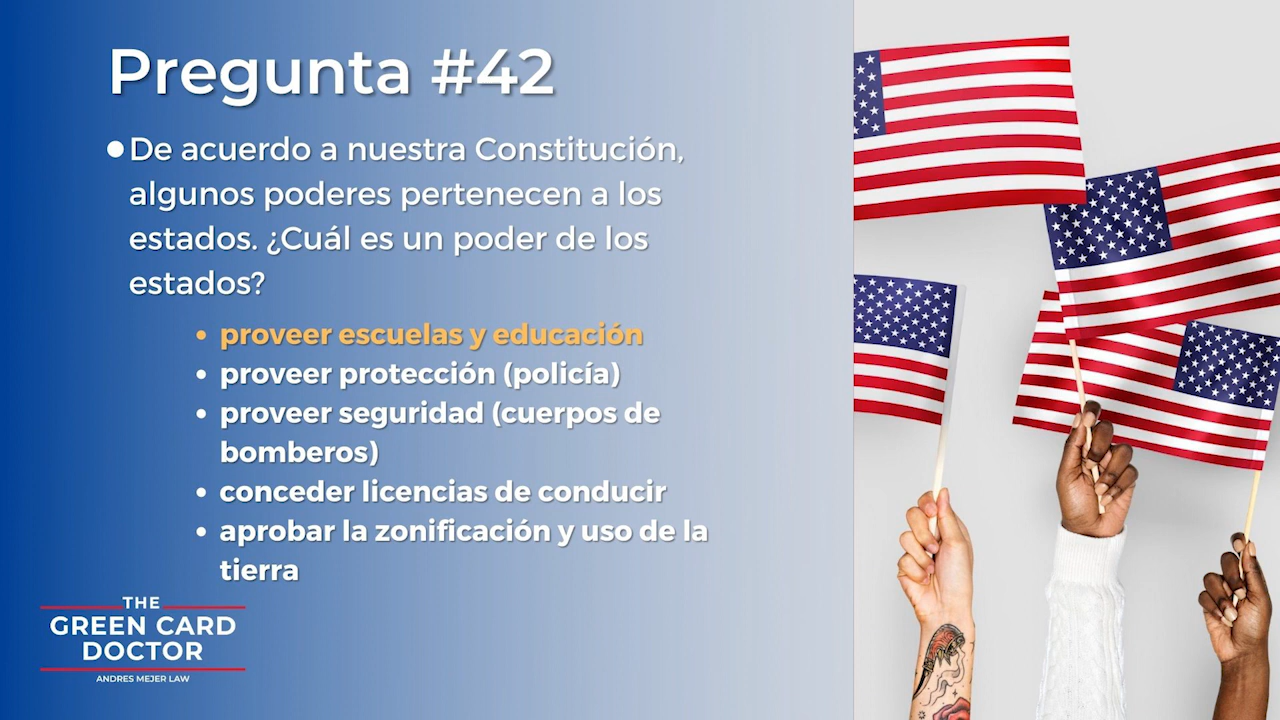 Pregunta #42
● De acuerdo a nuestra Constitución,
algunos poderes pertenecen a los
estados. ¿Cuál es un poder de los
estados?
• proveer escuelas y educación
• proveer protección (policía)
• proveer seguridad (cuerpos de
bomberos)
• conceder licencias de conducir
• aprobar la zonificación y uso de la
tierra
THE
GREEN CARD
DOCTOR
ANDRES MEJER LAW